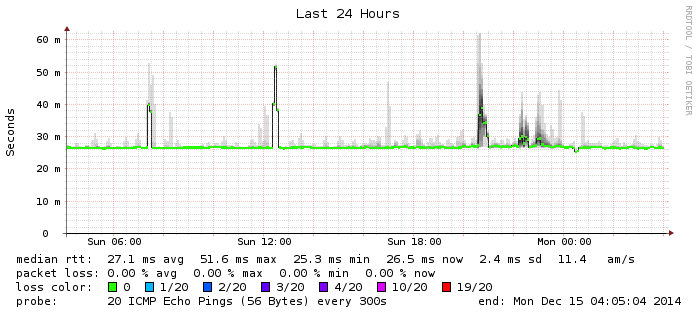 Last 24 Hours
RRDTOOL / TOBI OETIKER
Seconds
60 m
50 m
40 m
30 m
20 m
10 m
0
Sun 06:00 Sun 12:00 Sun 18:00 Mon 00:00
median rtt: 27.1 ms avg 51.6 ms max 25.3 ms min 26.5 ms now 2.4 ms sd 11.4 am/s
packet loss: 0.00 % avg 0.00 % max 0.00 % min 0.00 % now
loss color: 0 1/20 2/20 3/20 4/20 10/20 19/20
probe: 20 ICMP Echo Pings (56 Bytes) every 300s end: Mon Dec 15 04:05:04 2014